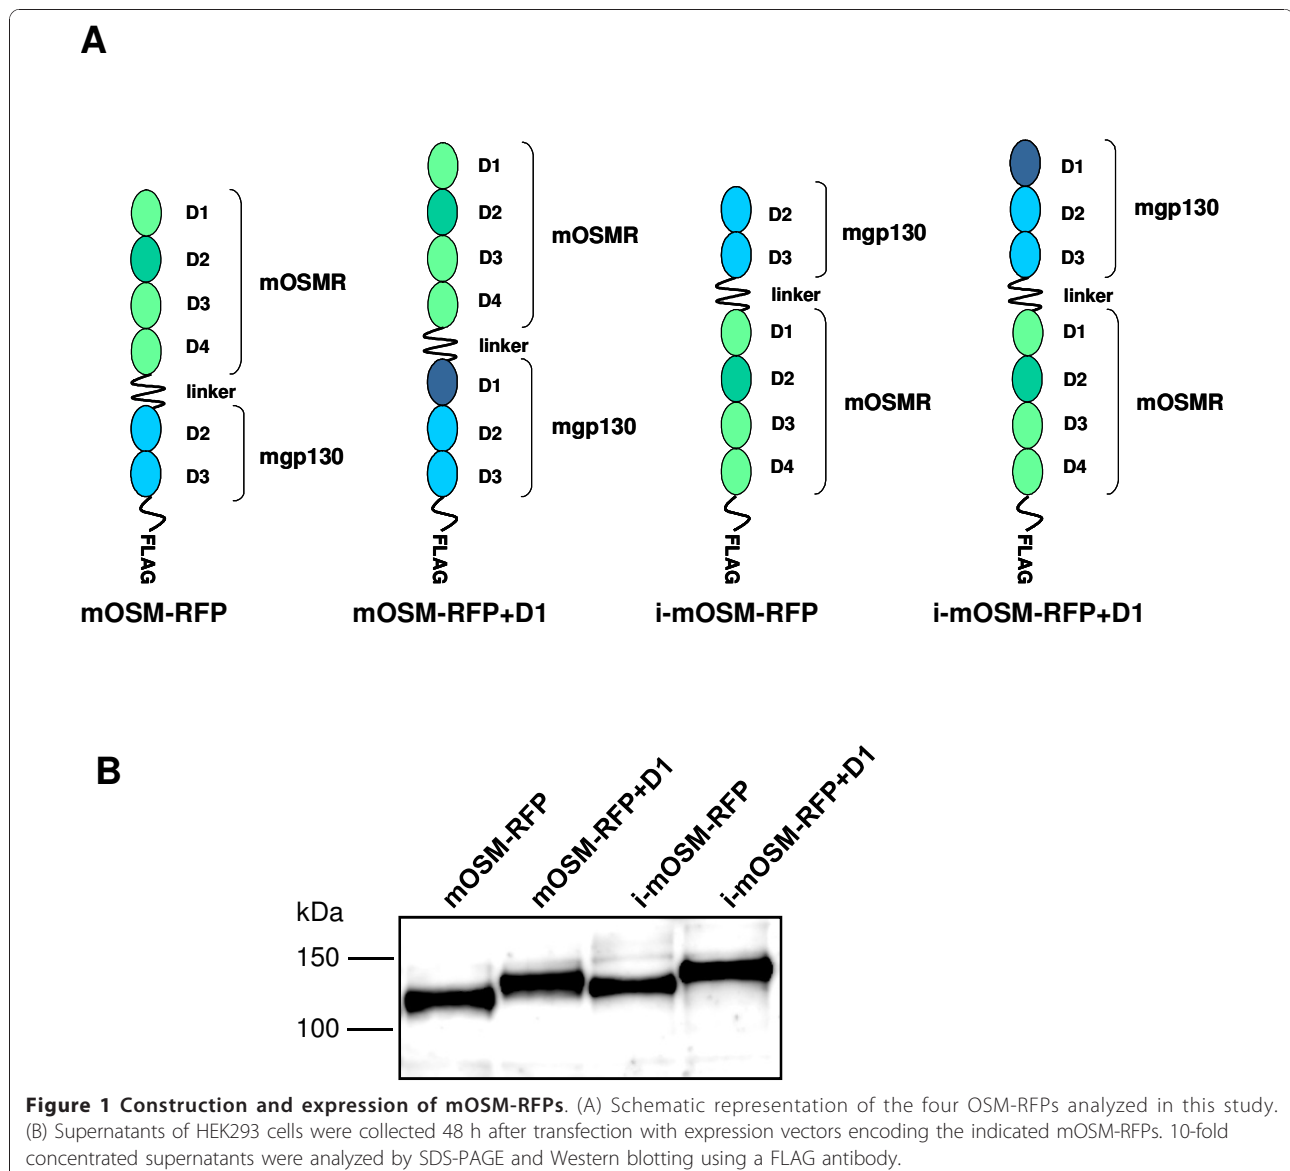 A
D1
D2
D3
D4
mOSMR
linker
D2
D3
mgp130
FLAG
mOSM-RFP
D1
D2
D3
D4
mOSMR
linker
D1
D2
D3
mgp130
FLAG
mOSM-RFP+D1
D2
D3
mgp130
linker
D1
D2
D3
D4
mOSMR
FLAG
i-mOSM-RFP
D1
D2
D3
mgp130
linker
D1
D2
D3
D4
mOSMR
FLAG
i-mOSM-RFP+D1
B
mOSM-RFP
mOSM-RFP+D1
i-mOSM-RFP
i-mOSM-RFP+D1
kDa
150
100
Figure 1 Construction and expression of mOSM-RFPs. (A) Schematic representation of the four OSM-RFPs analyzed in this study.
(B) Supernatants of HEK293 cells were collected 48 h after transfection with expression vectors encoding the indicated mOSM-RFPs. 10-fold
concentrated supernatants were analyzed by SDS-PAGE and Western blotting using a FLAG antibody.